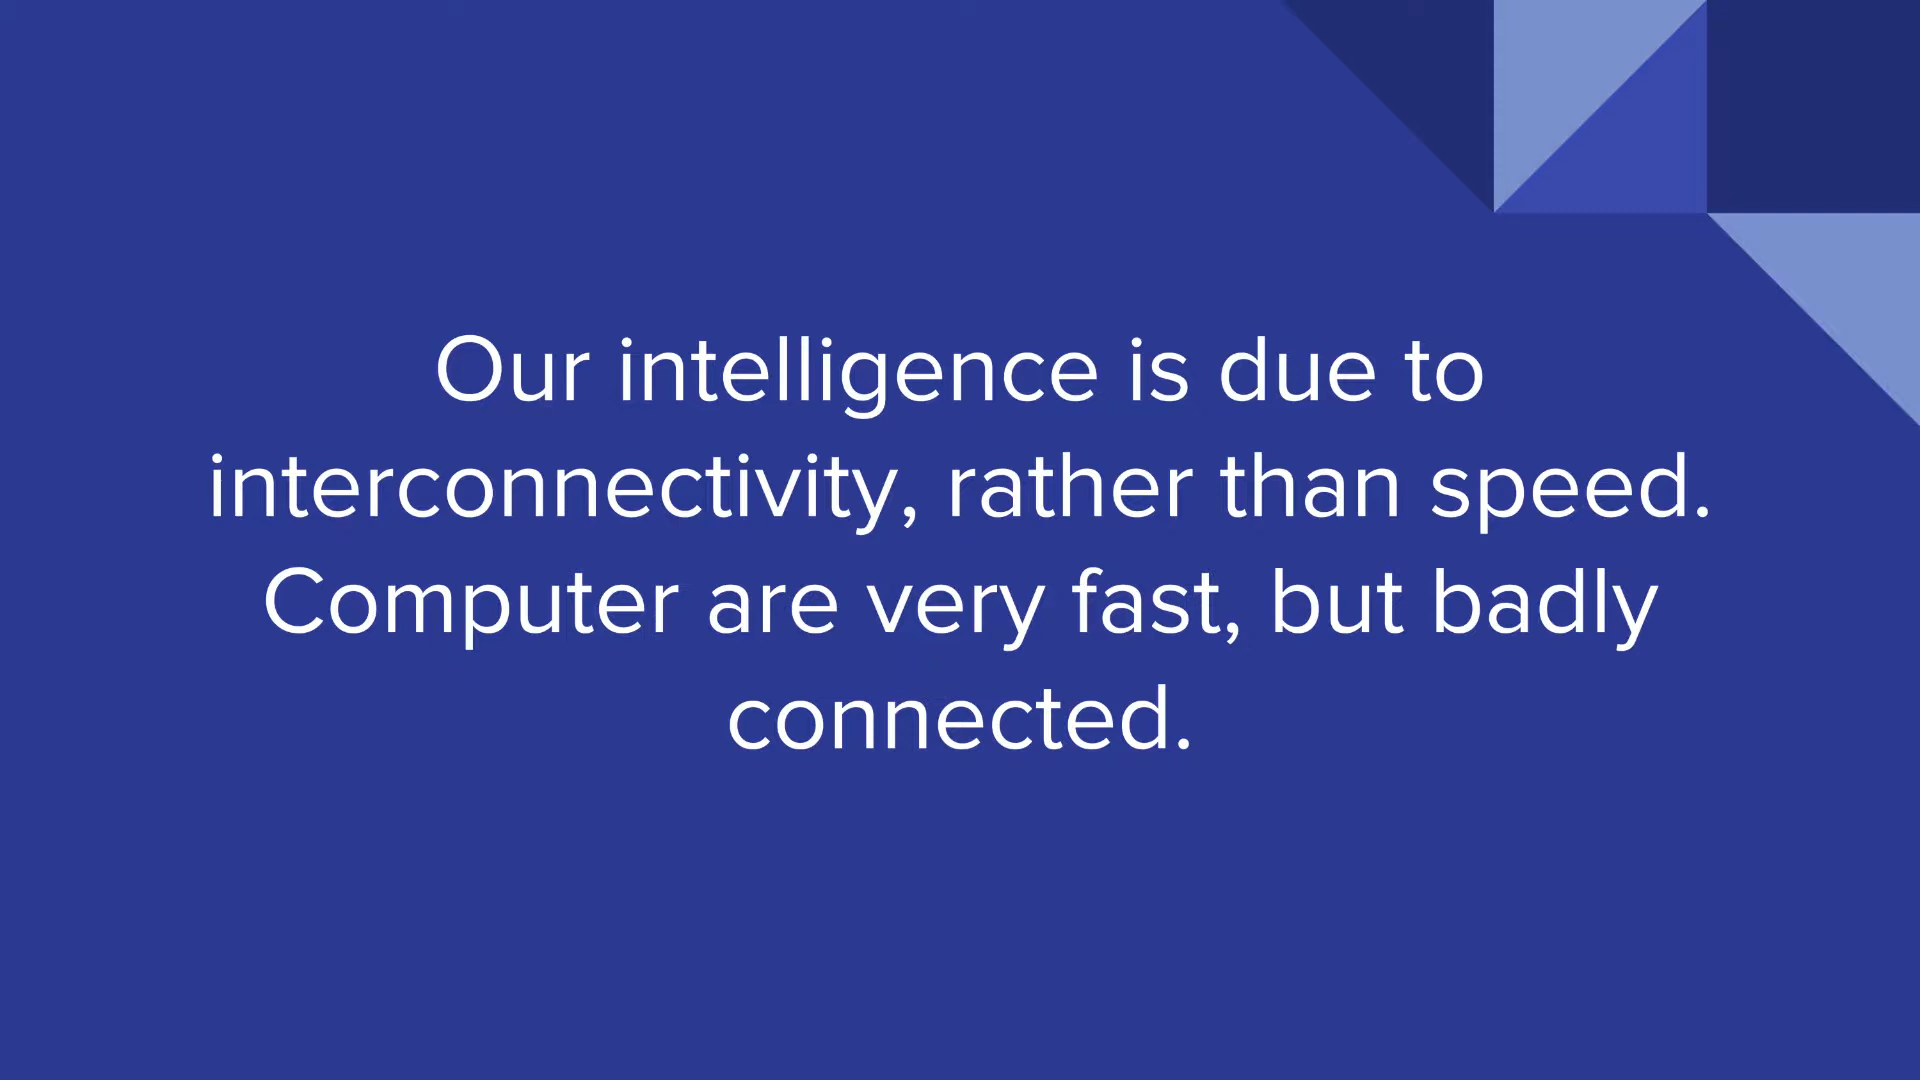 Our intelligence is due to
interconnectivity, rather than speed.
Computer are very fast, but badly
connected.